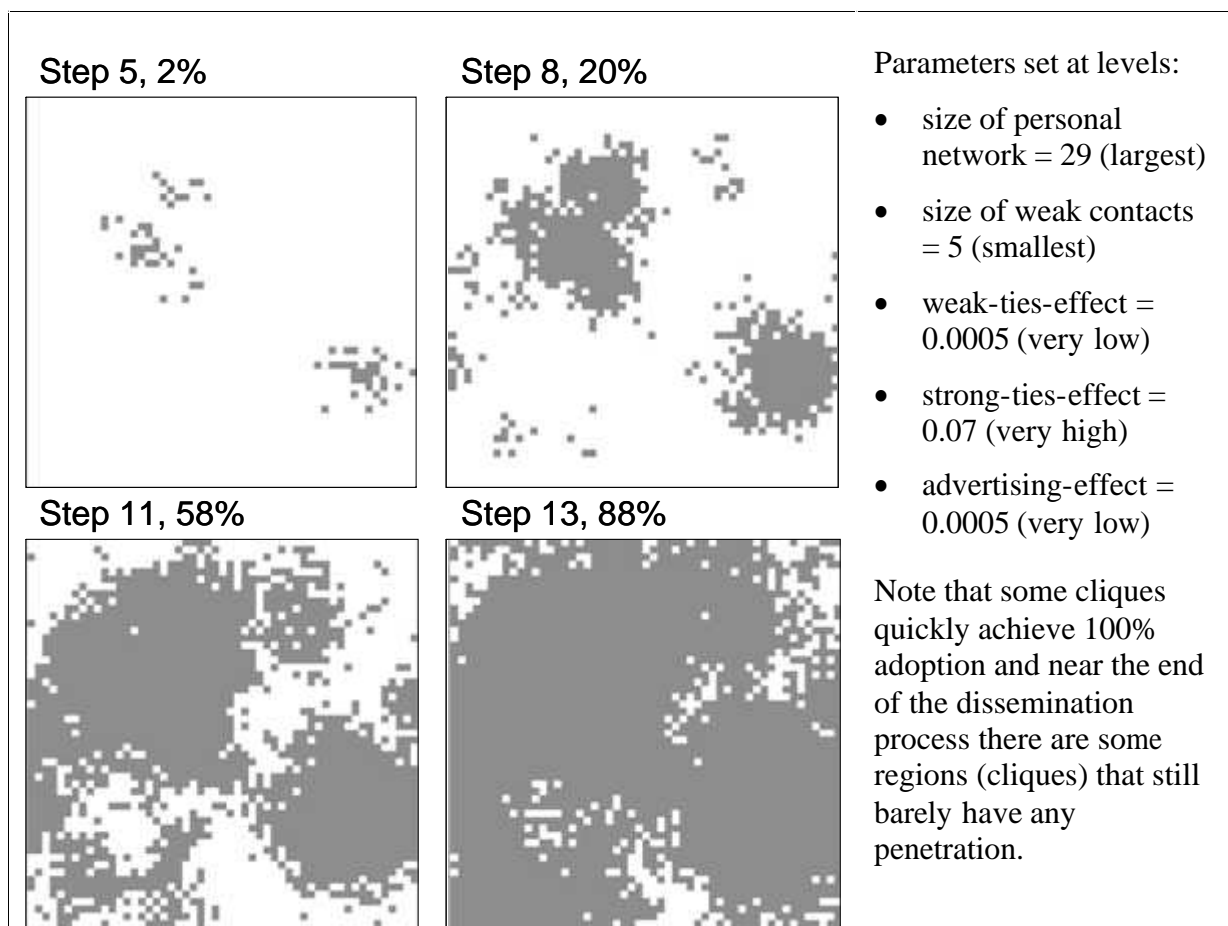 Step 5, 2%
Step 8, 20%
Step 11, 58%
Step 13, 88%
Parameters set at levels:
• size of personal
network = 29 (largest)
• size of weak contacts
= 5 (smallest)
• weak-ties-effect =
0.0005 (very low)
• strong-ties-effect =
0.07 (very high)
• advertising-effect =
0.0005 (very low)
Note that some cliques
quickly achieve 100%
adoption and near the end
of the dissemination
process there are some
regions (cliques) that still
barely have any
penetration.